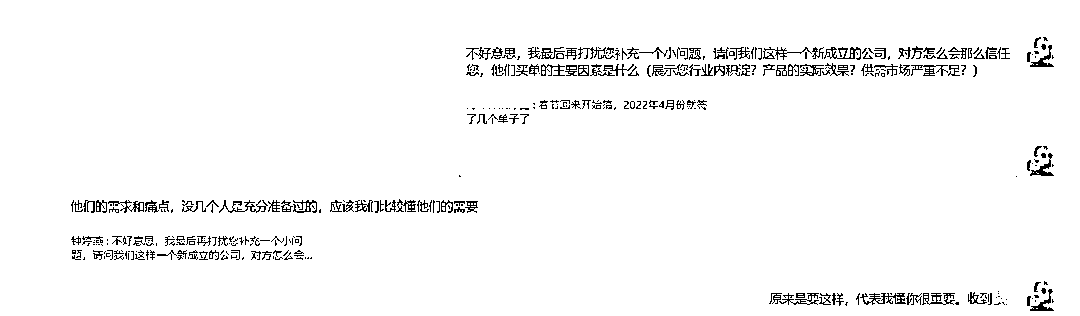 不好意思，我最后再打扰您补充一个小问题，请问我们这样一个新成立的公司，对方怎么会那么信任
您，他们买单的主要因素是什么（展示您行业内积淀？产品的实际效果？供需市场严重不足？）
：春节回来开始搞，2022年4月份就签
了几个单子了
他们的需求和痛点，没几个人是充分准备过的，应该我们比较懂他们的需要
钟婷燕：不好意思，我最后再打扰您补充一个小问
题，请问我们这样一个新成立的公司，对方怎么会...
原来是要这样，代表我懂你很重要。收到